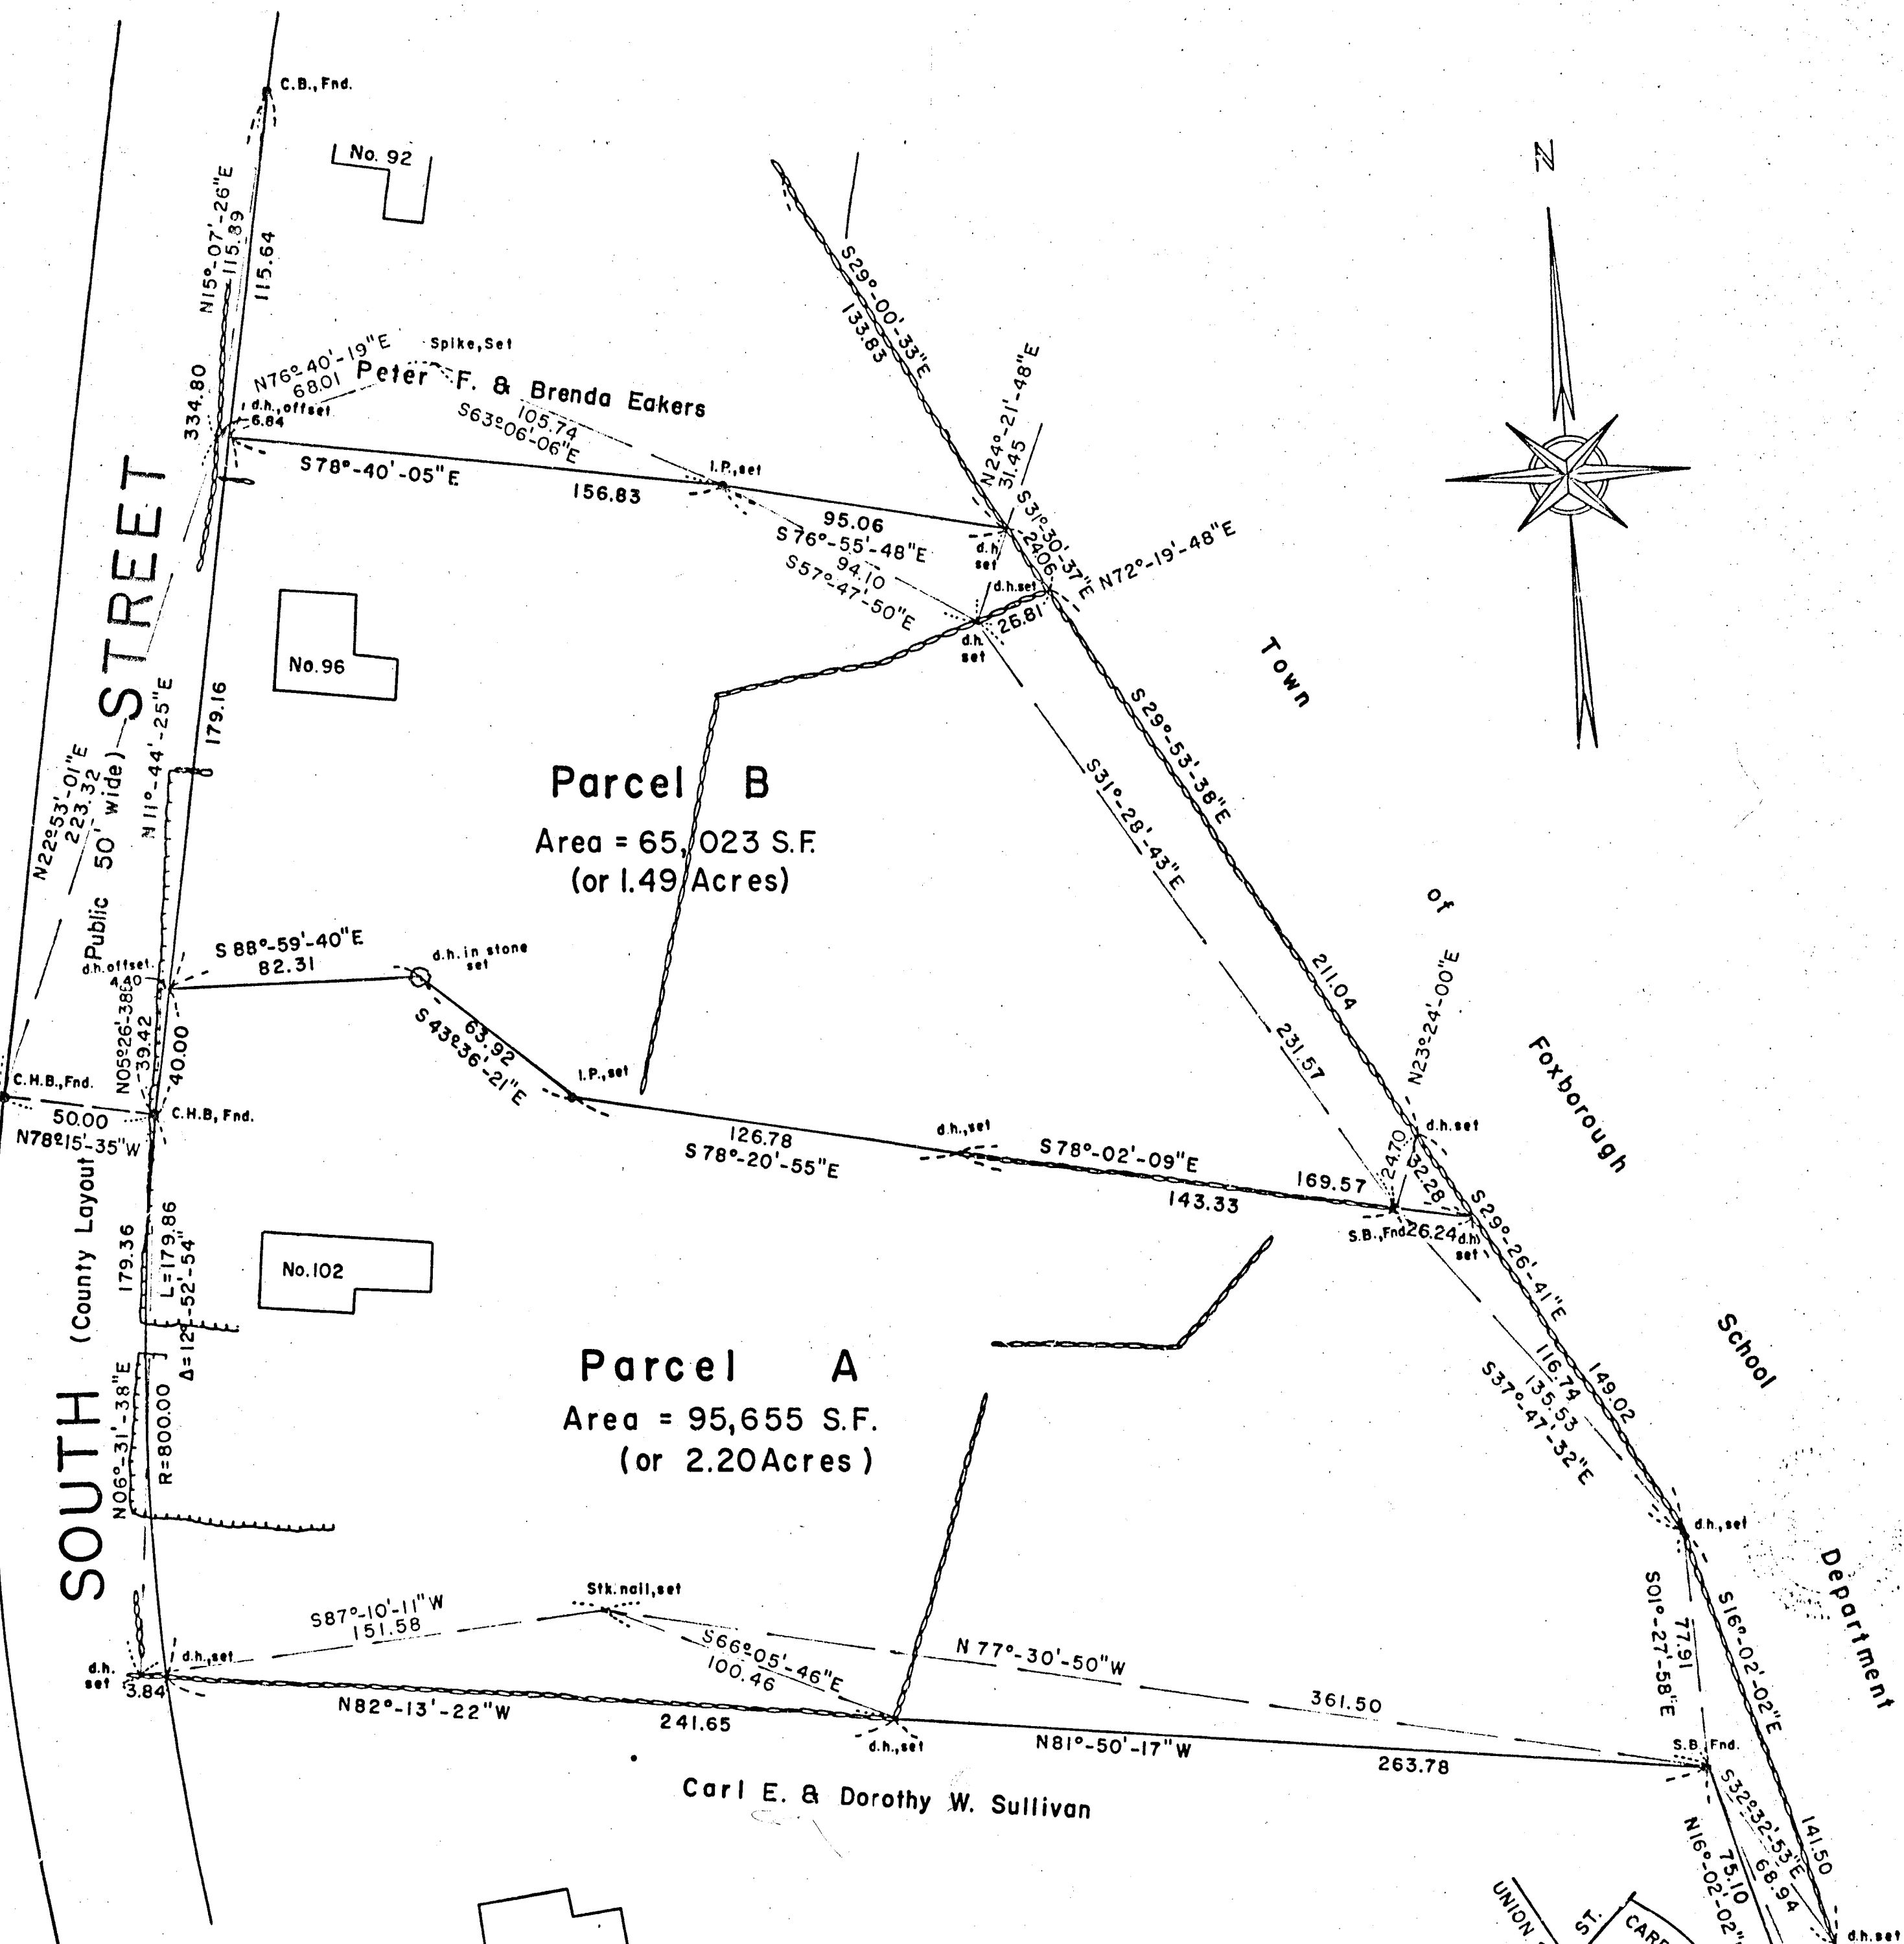 C.B., Fnd.
No. 92
N
N15°-07'-26"E
115.89
115.64
S29°-00'-33"E
133.83
334.80
N76°40'-19"E
68.01
Spike, Set
Peter F. & Brenda Eakers
d.h., offset
6.84
105.74
S63°06'-06"E
S78°-40'-05"E
156.83
I.P., set
95.06
S76°-55'-48"E
94.10
S57°-47'-50"E
N24°-21'-48"E
31.45
S31°-30'-37"E
24.06
d.h.
set
N72°-19'-48"E
d.h. set
26.81
d.h.
set
No.96
SOUTH (County Layout Public 50' wide) STREET
179.16
N11°-44'-25"E
N22°53'-01"E
223.32
Parcel B
Area = 65,023 S.F.
(or 1.49 Acres)
S29°-53'-38"E
211.04
S31°-28'-43"E
231.57
Town
of
Foxborough
School
Department
d.h. offset
4.40
S88°-59'-40"E
82.31
d.h. in stone
set
N05°26'-38"E
39.42
40.00
63.92
S43°36'-21"E
I.P., set
C.H.B., Fnd.
50.00
N78°15'-35"W
C.H.B, Fnd.
126.78
S78°-20'-55"E
d.h., set
S78°-02'-09"E
169.57
143.33
N23°-24'-00"E
24.70
32.28
d.h. set
S.B., Fnd.
26.24
d.h.
set
S29°-26'-41"E
149.02
116.74
135.53
S37°-47'-32"E
179.36
L=179.86
Δ=12°-52'-54"
No.102
N06°-31'-38"E
R=800.00
Parcel A
Area = 95,655 S.F.
(or 2.20 Acres)
d.h., set
S87°-10'-11"W
151.58
Stk. nail, set
S66°05'-46"E
100.46
N77°-30'-50"W
361.50
S01°-27'-58"E
77.91
S16°-02'-02"E
141.50
d.h.
set
3.84
d.h., set
N82°-13'-22"W
241.65
d.h., set
N81°-50'-17"W
263.78
S.B., Fnd.
S32°32'-53"E
68.94
N16°-02'-02"
75.10
Carl E. & Dorothy W. Sullivan
UNION
ST.
d.h. set